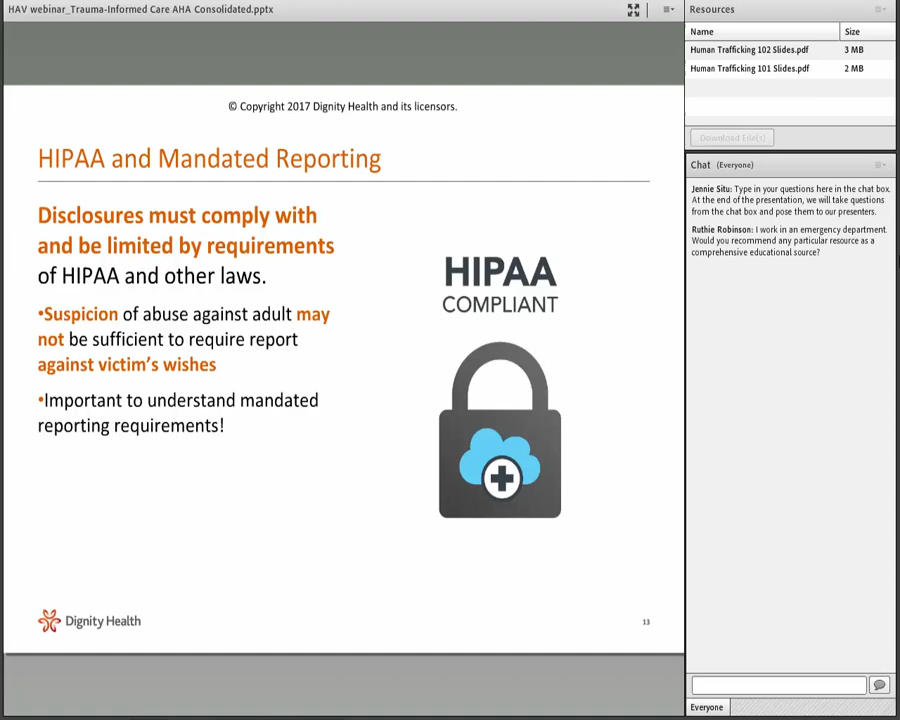 HAV webinar_Trauma-Informed Care AHA Consolidated.pptx
© Copyright 2017 Dignity Health and its licensors.
HIPAA and Mandated Reporting
Disclosures must comply with
and be limited by requirements
of HIPAA and other laws.
•Suspicion of abuse against adult may
not be sufficient to require report
against victim's wishes
•Important to understand mandated
reporting requirements!
HIPAA
COMPLIANT
Dignity Health
13
Resources
Name Size
Human Trafficking 102 Slides.pdf 3 MB
Human Trafficking 101 Slides.pdf 2 MB
Download File(s)
Chat (Everyone)
Jennie Situ: Type in your questions here in the chat box.
At the end of the presentation, we will take questions
from the chat box and pose them to our presenters.
Ruthie Robinson: I work in an emergency department.
Would you recommend any particular resource as a
comprehensive educational source?
Everyone